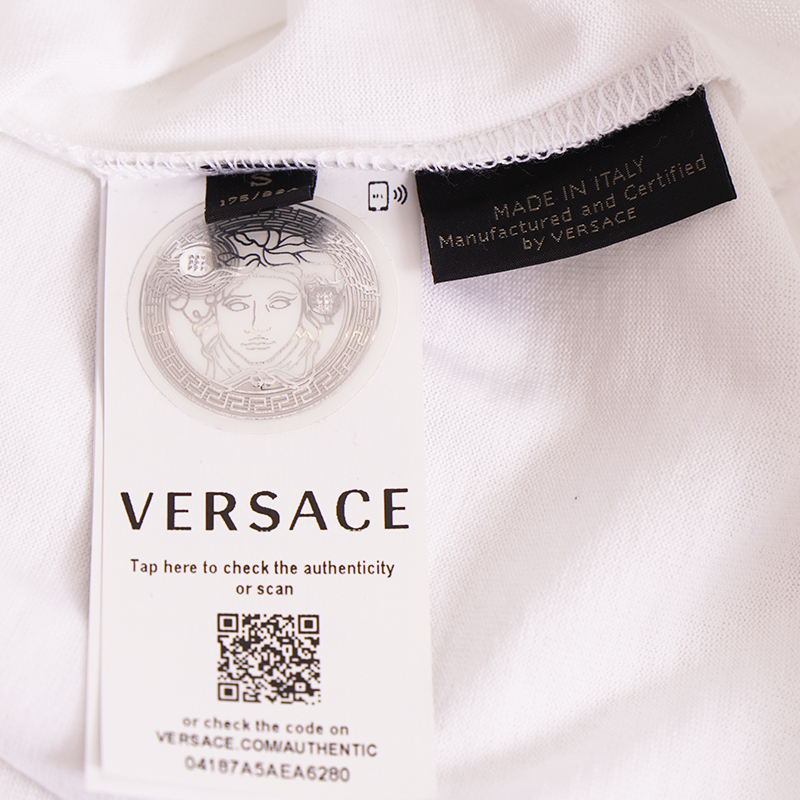 S
MADE IN ITALY
Manufactured and Certified
by VERSACE
VERSACE
Tap here to check the authenticity
or scan
or check the code on
VERSACE.COM/AUTHENTIC
04187A5AEA6280